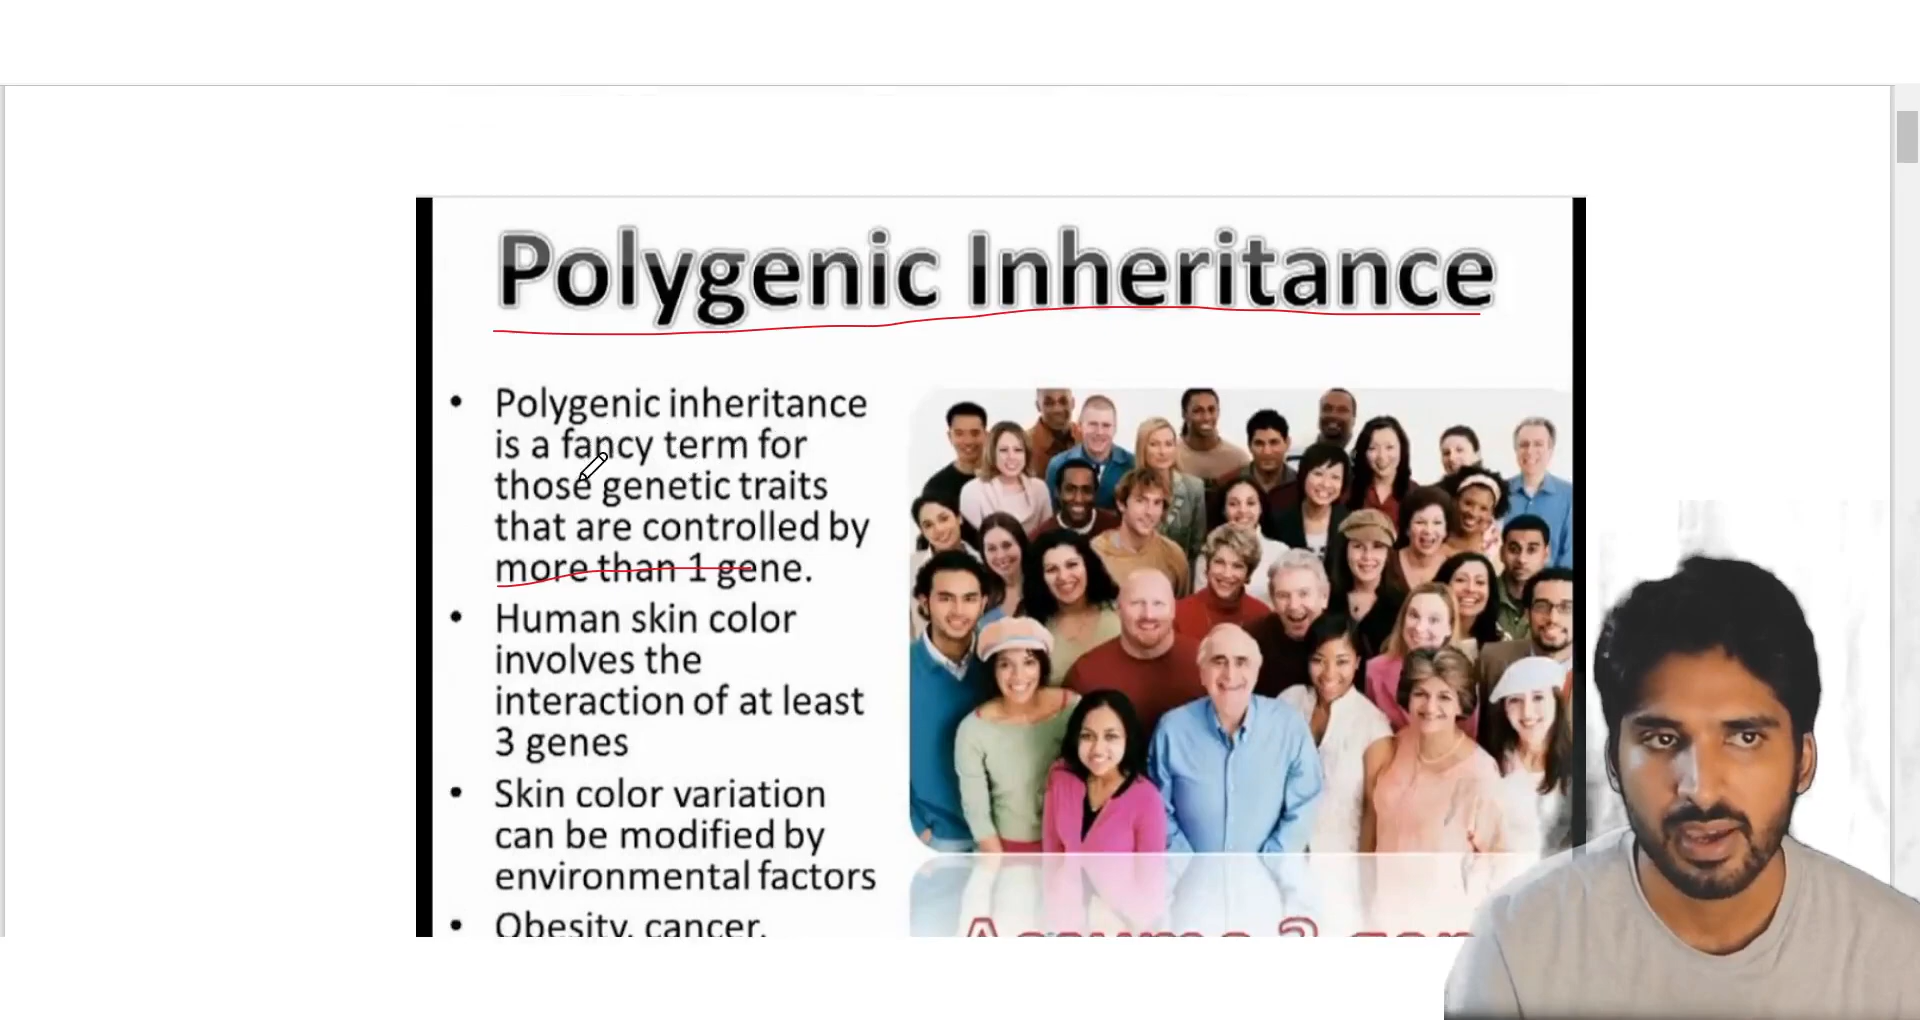 Polygenic Inheritance
• Polygenic inheritance
is a fancy term for
those genetic traits
that are controlled by
more than 1 gene.
• Human skin color
involves the
interaction of at least
3 genes
• Skin color variation
can be modified by
environmental factors
• Obesity, cancer,